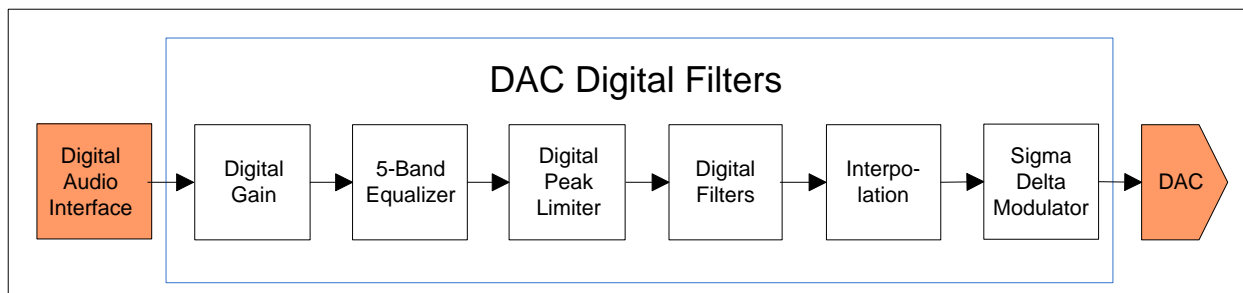 DAC Digital Filters
Digital
Audio
Interface
Digital
Gain
5-Band
Equalizer
Digital
Peak
Limiter
Digital
Filters
Interpo-
lation
Sigma
Delta
Modulator
DAC